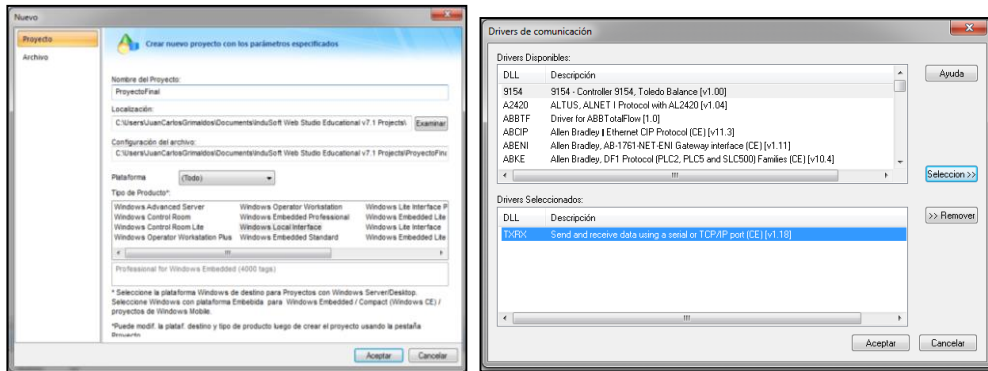 Nuevo
Proyecto
Archivo
Crear nuevo proyecto con los parámetros especificados
Nombre del Proyecto:
ProyectoFinal
Localización:
C:\Users\JuanCarlosGrimaldos\Documents\InduSoft Web Studio Educational v7.1 Projects\
Examinar
Configuración del archivo:
C:\Users\JuanCarlosGrimaldos\Documents\InduSoft Web Studio Educational v7.1 Projects\ProyectoFin
Plataforma (Todo)
Tipo de Producto*:
Windows Advanced Server Windows Operator Workstation Windows Lite Interface P
Windows Control Room Windows Embedded Professional Windows Embedded Lite
Windows Control Room Lite Windows Local Interface Windows Lite Interface
Windows Operator Workstation Plus Windows Embedded Standard Windows Embedded Lite
Professional for Windows Embedded (4000 tags)
* Seleccione la plataforma Windows de destino para Proyectos con Windows Server/Desktop.
Seleccione Windows con plataforma Embebida para Windows Embedded / Compact (Windows CE) /
proyectos de Windows Mobile.
*Puede modif. la plataf. destino y tipo de producto luego de crear el proyecto usando la pestaña
Proyecto
Aceptar Cancelar
Drivers de comunicación
Drivers Disponibles:
DLL Descripción
9154 9154 - Controller 9154, Toledo Balance [v1.00]
A2420 ALTUS, ALNET I Protocol with AL2420 [v1.04]
ABBTF Driver for ABBTotalFlow [1.0]
ABCIP Allen Bradley Ethernet CIP Protocol (CE) [v11.3]
ABENI Allen Bradley, AB-1761-NET-ENI Gateway interface (CE) [v1.11]
ABKE Allen Bradley, DF1 Protocol (PLC2, PLC5 and SLC500) Families (CE) [v10.4]
Ayuda
Seleccion >>
Drivers Seleccionados:
DLL Descripción
TXRX Send and receive data using a serial or TCP/IP port (CE) [v1.18]
>> Remover
Aceptar Cancelar